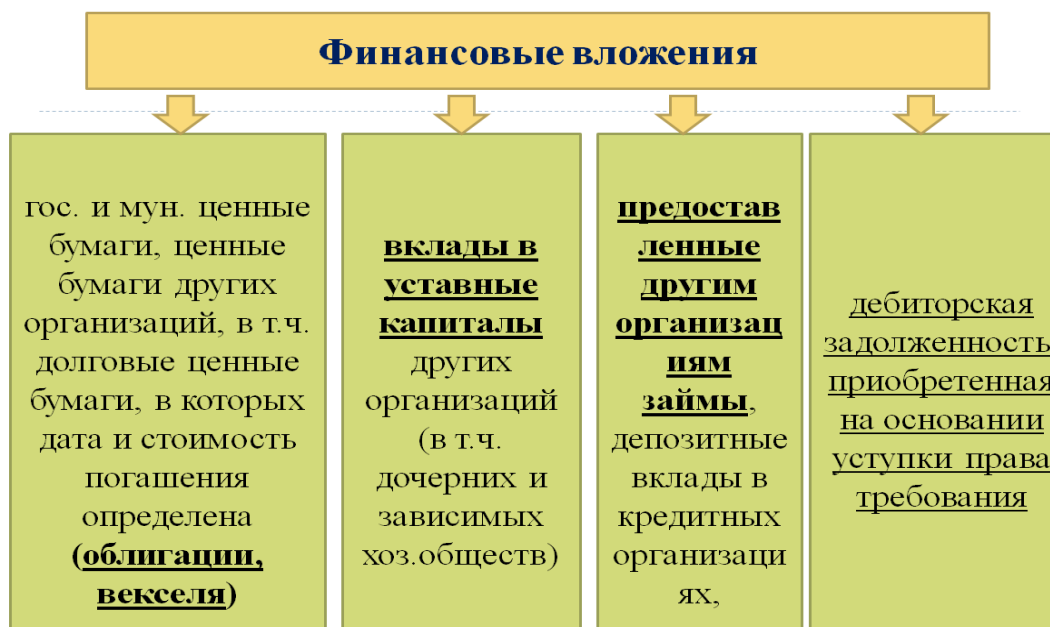 Финансовые вложения
гос. и мун. ценные
бумаги, ценные
бумаги других
организаций, в т.ч.
долговые ценные
бумаги, в которых
дата и стоимость
погашения
определена
(облигации,
векселя)
вклады в
уставные
капиталы
других
организаций
(в т.ч.
дочерних и
зависимых
хоз.обществ)
предостав
ленные
другим
организац
иям
займы,
депозитные
вклады в
кредитных
организаци
ях,
дебиторская
задолженность
приобретенная
на основании
уступки права
требования